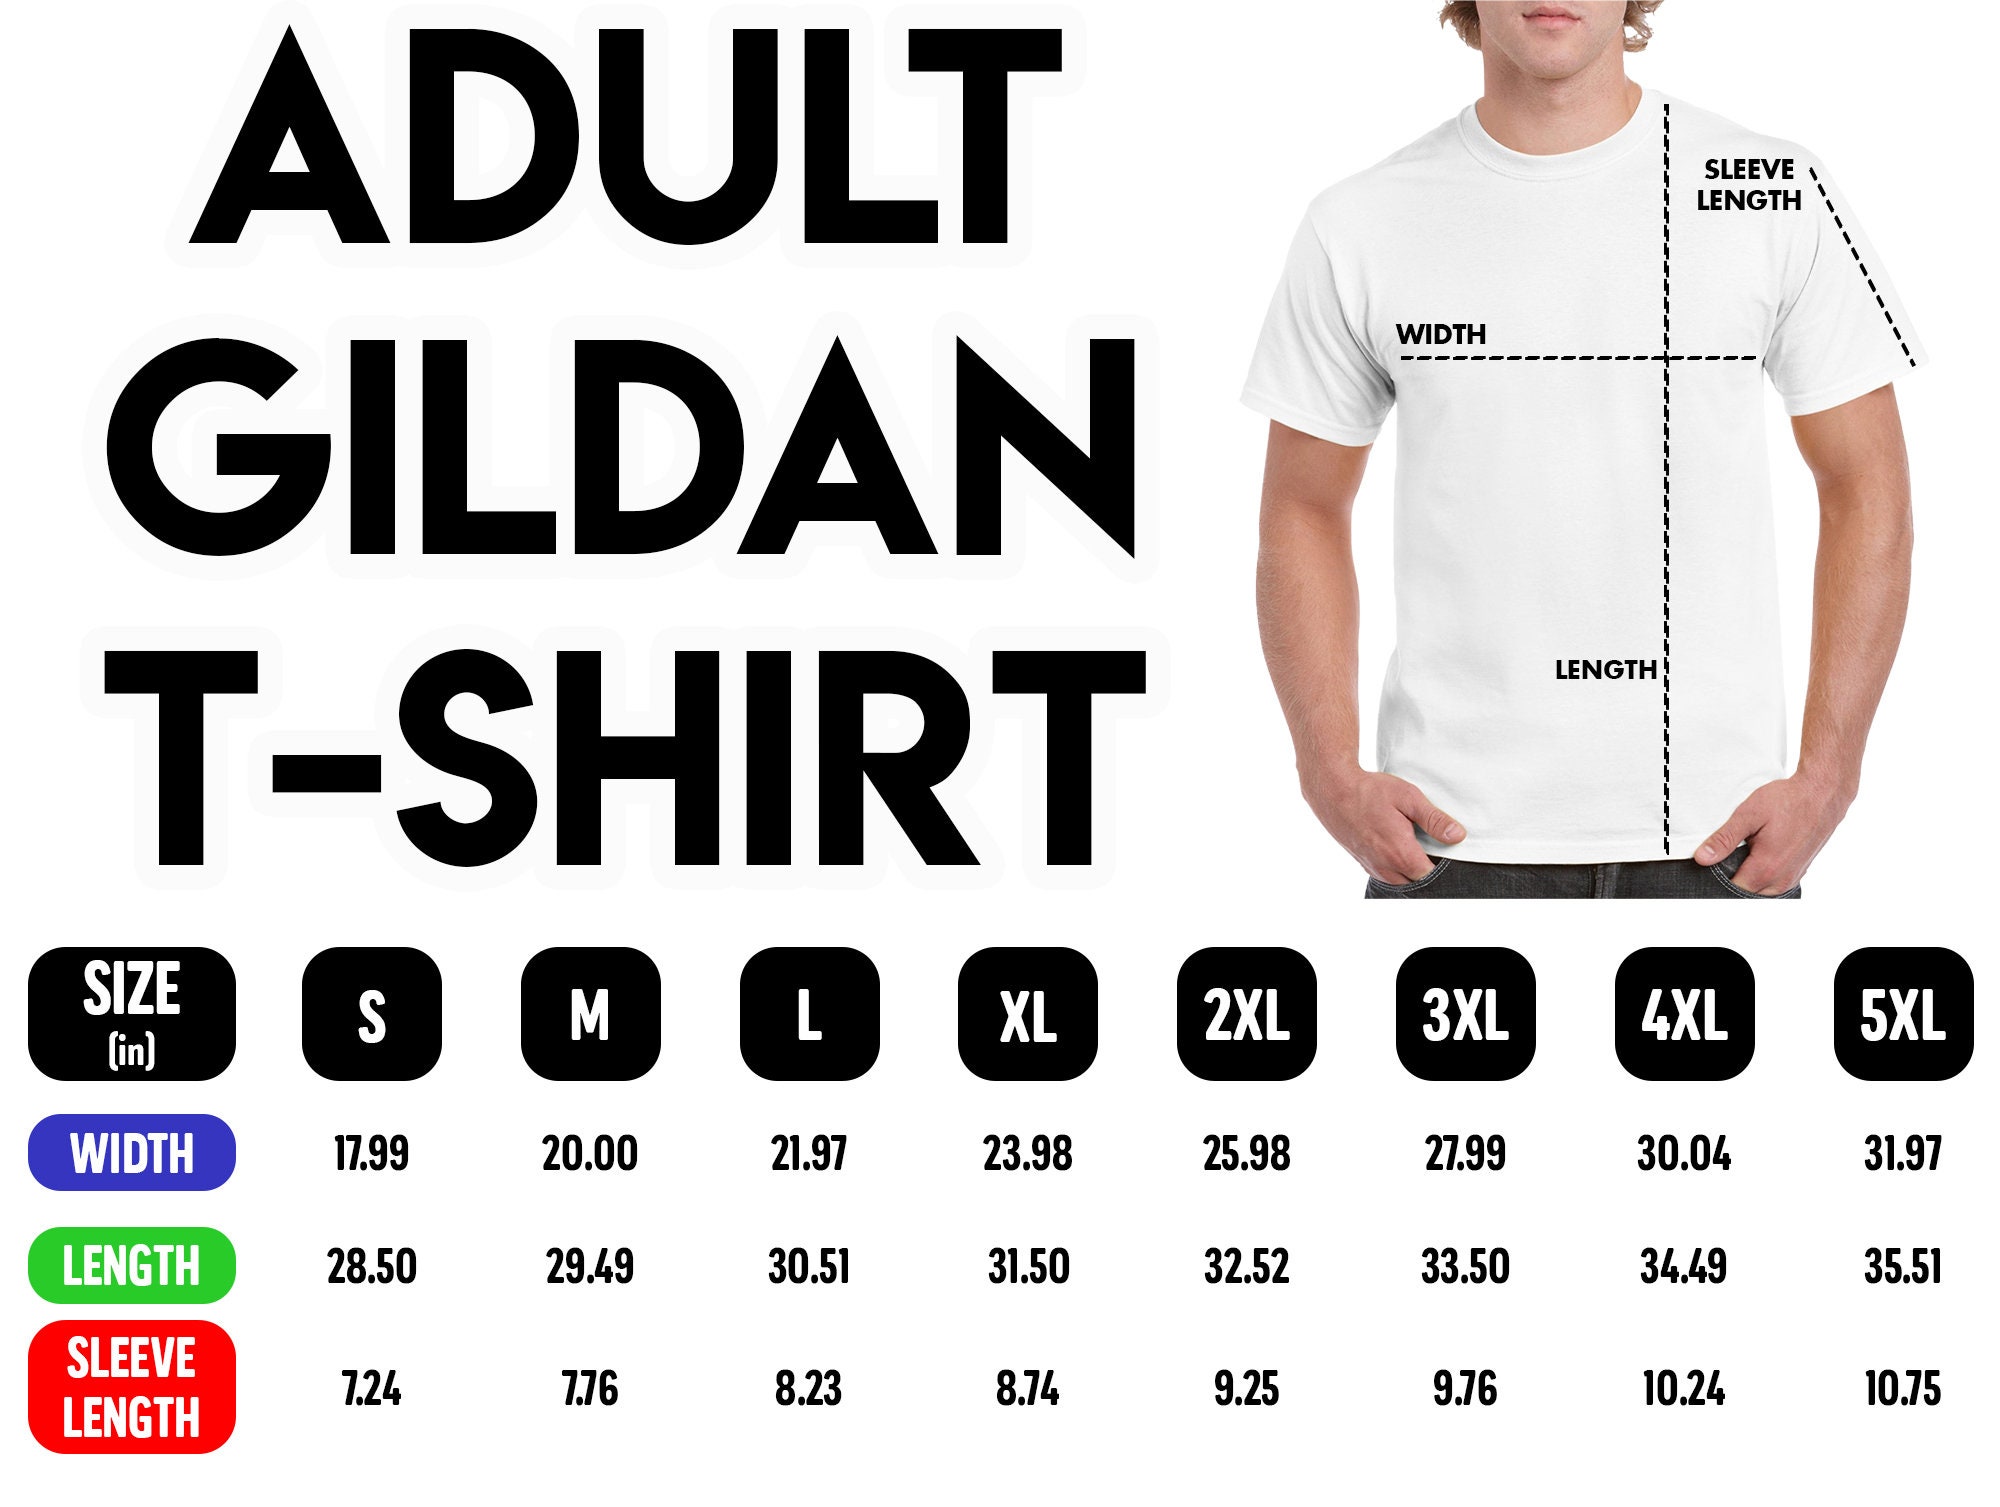 ADULT
GILDAN
T-SHIRT
SLEEVE
LENGTH
WIDTH
LENGTH
SIZE (in) S M L XL 2XL 3XL 4XL 5XL
WIDTH 17.99 20.00 21.97 23.98 25.98 27.99 30.04 31.97
LENGTH 28.50 29.49 30.51 31.50 32.52 33.50 34.49 35.51
SLEEVE LENGTH 7.24 7.76 8.23 8.74 9.25 9.76 10.24 10.75